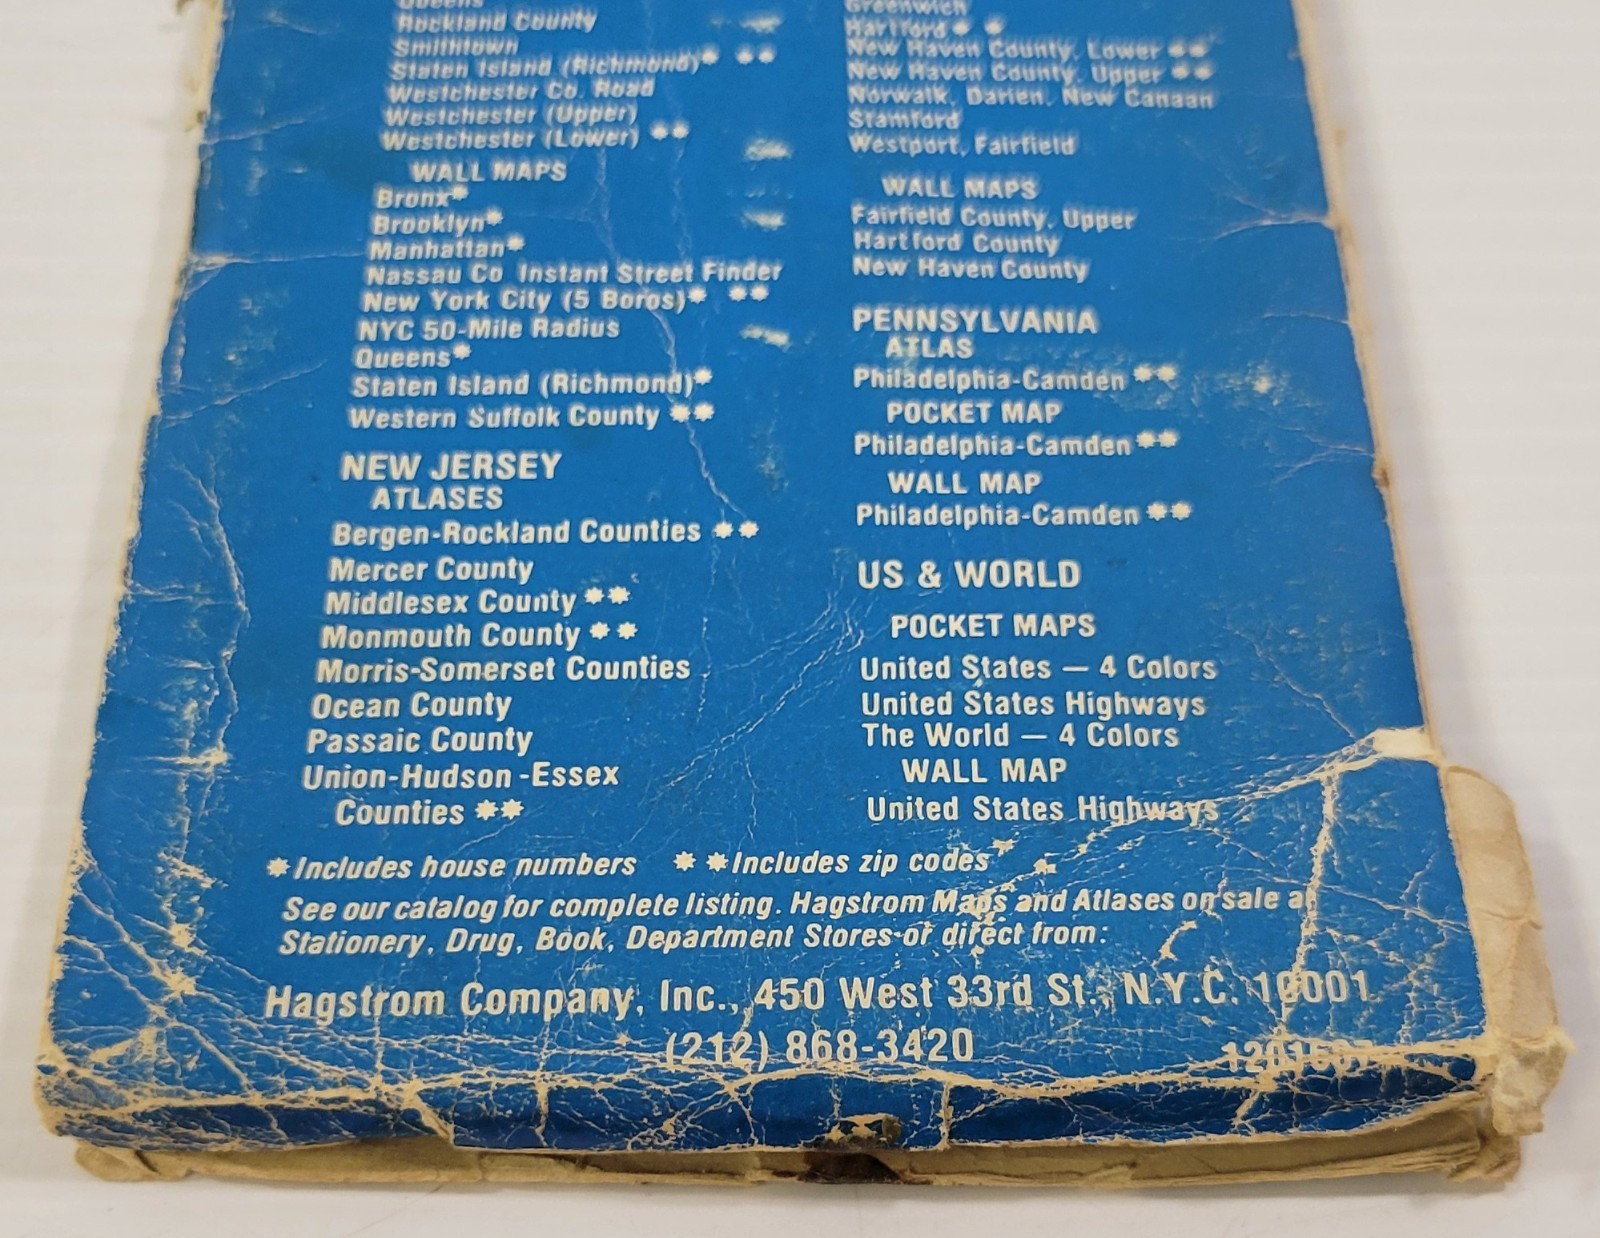 Queens
Rockland County
Smithtown
Staten Island (Richmond)* **
Westchester Co. Road
Westchester (Upper)
Westchester (Lower) **
WALL MAPS
Bronx*
Brooklyn*
Manhattan*
Nassau Co Instant Street Finder
New York City (5 Boros)* **
NYC 50-Mile Radius
Queens*
Staten Island (Richmond)*
Western Suffolk County **
NEW JERSEY
ATLASES
Bergen-Rockland Counties **
Mercer County
Middlesex County **
Monmouth County **
Morris-Somerset Counties
Ocean County
Passaic County
Union-Hudson-Essex
Counties **
Greenwich
Hartford * *
New Haven County, Lower **
New Haven County, Upper **
Norwalk, Darien, New Canaan
Stamford
Westport, Fairfield
WALL MAPS
Fairfield County, Upper
Hartford County
New Haven County
PENNSYLVANIA
ATLAS
Philadelphia-Camden **
POCKET MAP
Philadelphia-Camden **
WALL MAP
Philadelphia-Camden **
US & WORLD
POCKET MAPS
United States — 4 Colors
United States Highways
The World — 4 Colors
WALL MAP
United States Highways
*Includes house numbers **Includes zip codes
See our catalog for complete listing. Hagstrom Maps and Atlases on sale at
Stationery, Drug, Book, Department Stores or direct from:
Hagstrom Company, Inc., 450 West 33rd St., N.Y.C. 10001
(212) 868-3420